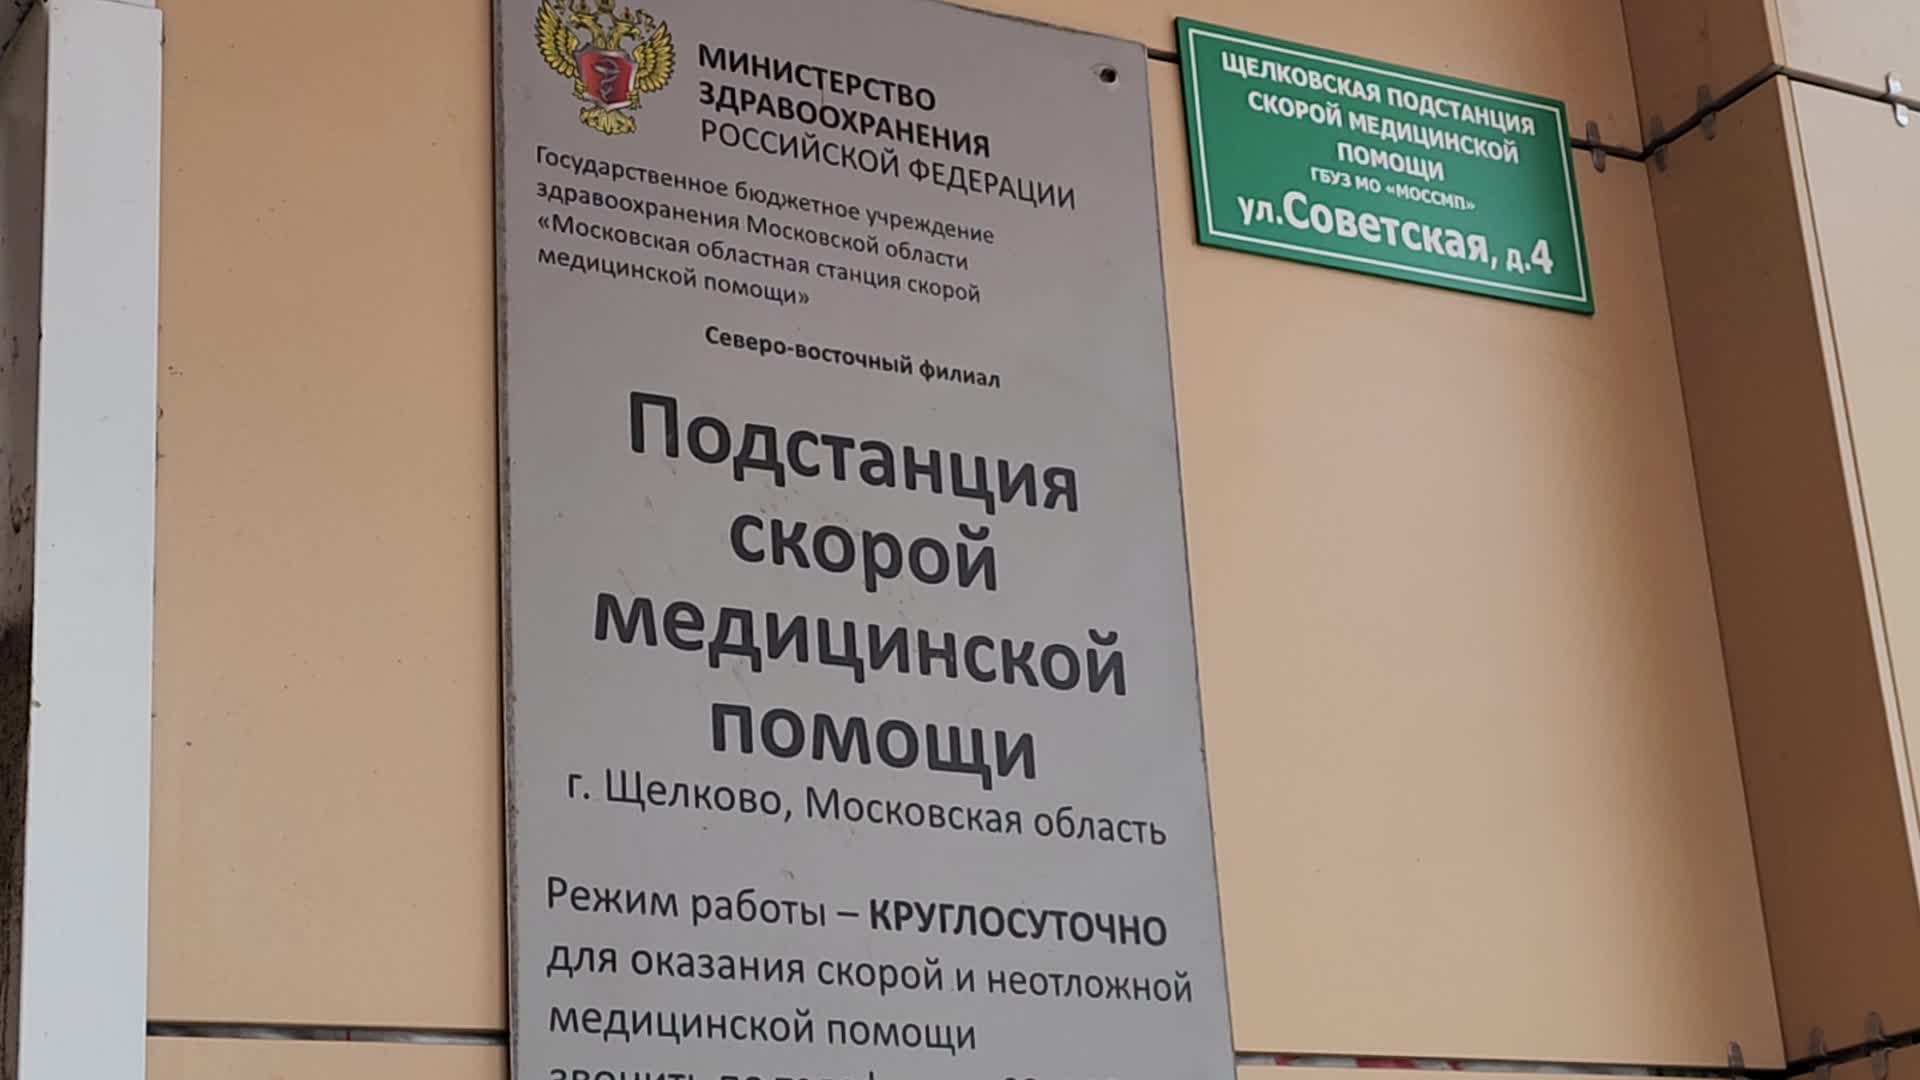 МИНИСТЕРСТВО
ЗДРАВООХРАНЕНИЯ
РОССИЙСКОЙ ФЕДЕРАЦИИ
Государственное бюджетное учреждение
здравоохранения Московской области
«Московская областная станция скорой
медицинской помощи»
Северо-восточный филиал
Подстанция
скорой
медицинской
помощи
г. Щелково, Московская область
Режим работы – КРУГЛОСУТОЧНО
для оказания скорой и неотложной
медицинской помощи
ЩЕЛКОВСКАЯ ПОДСТАНЦИЯ
СКОРОЙ МЕДИЦИНСКОЙ
ПОМОЩИ
ГБУЗ МО «МОССМП»
ул.Советская, д.4